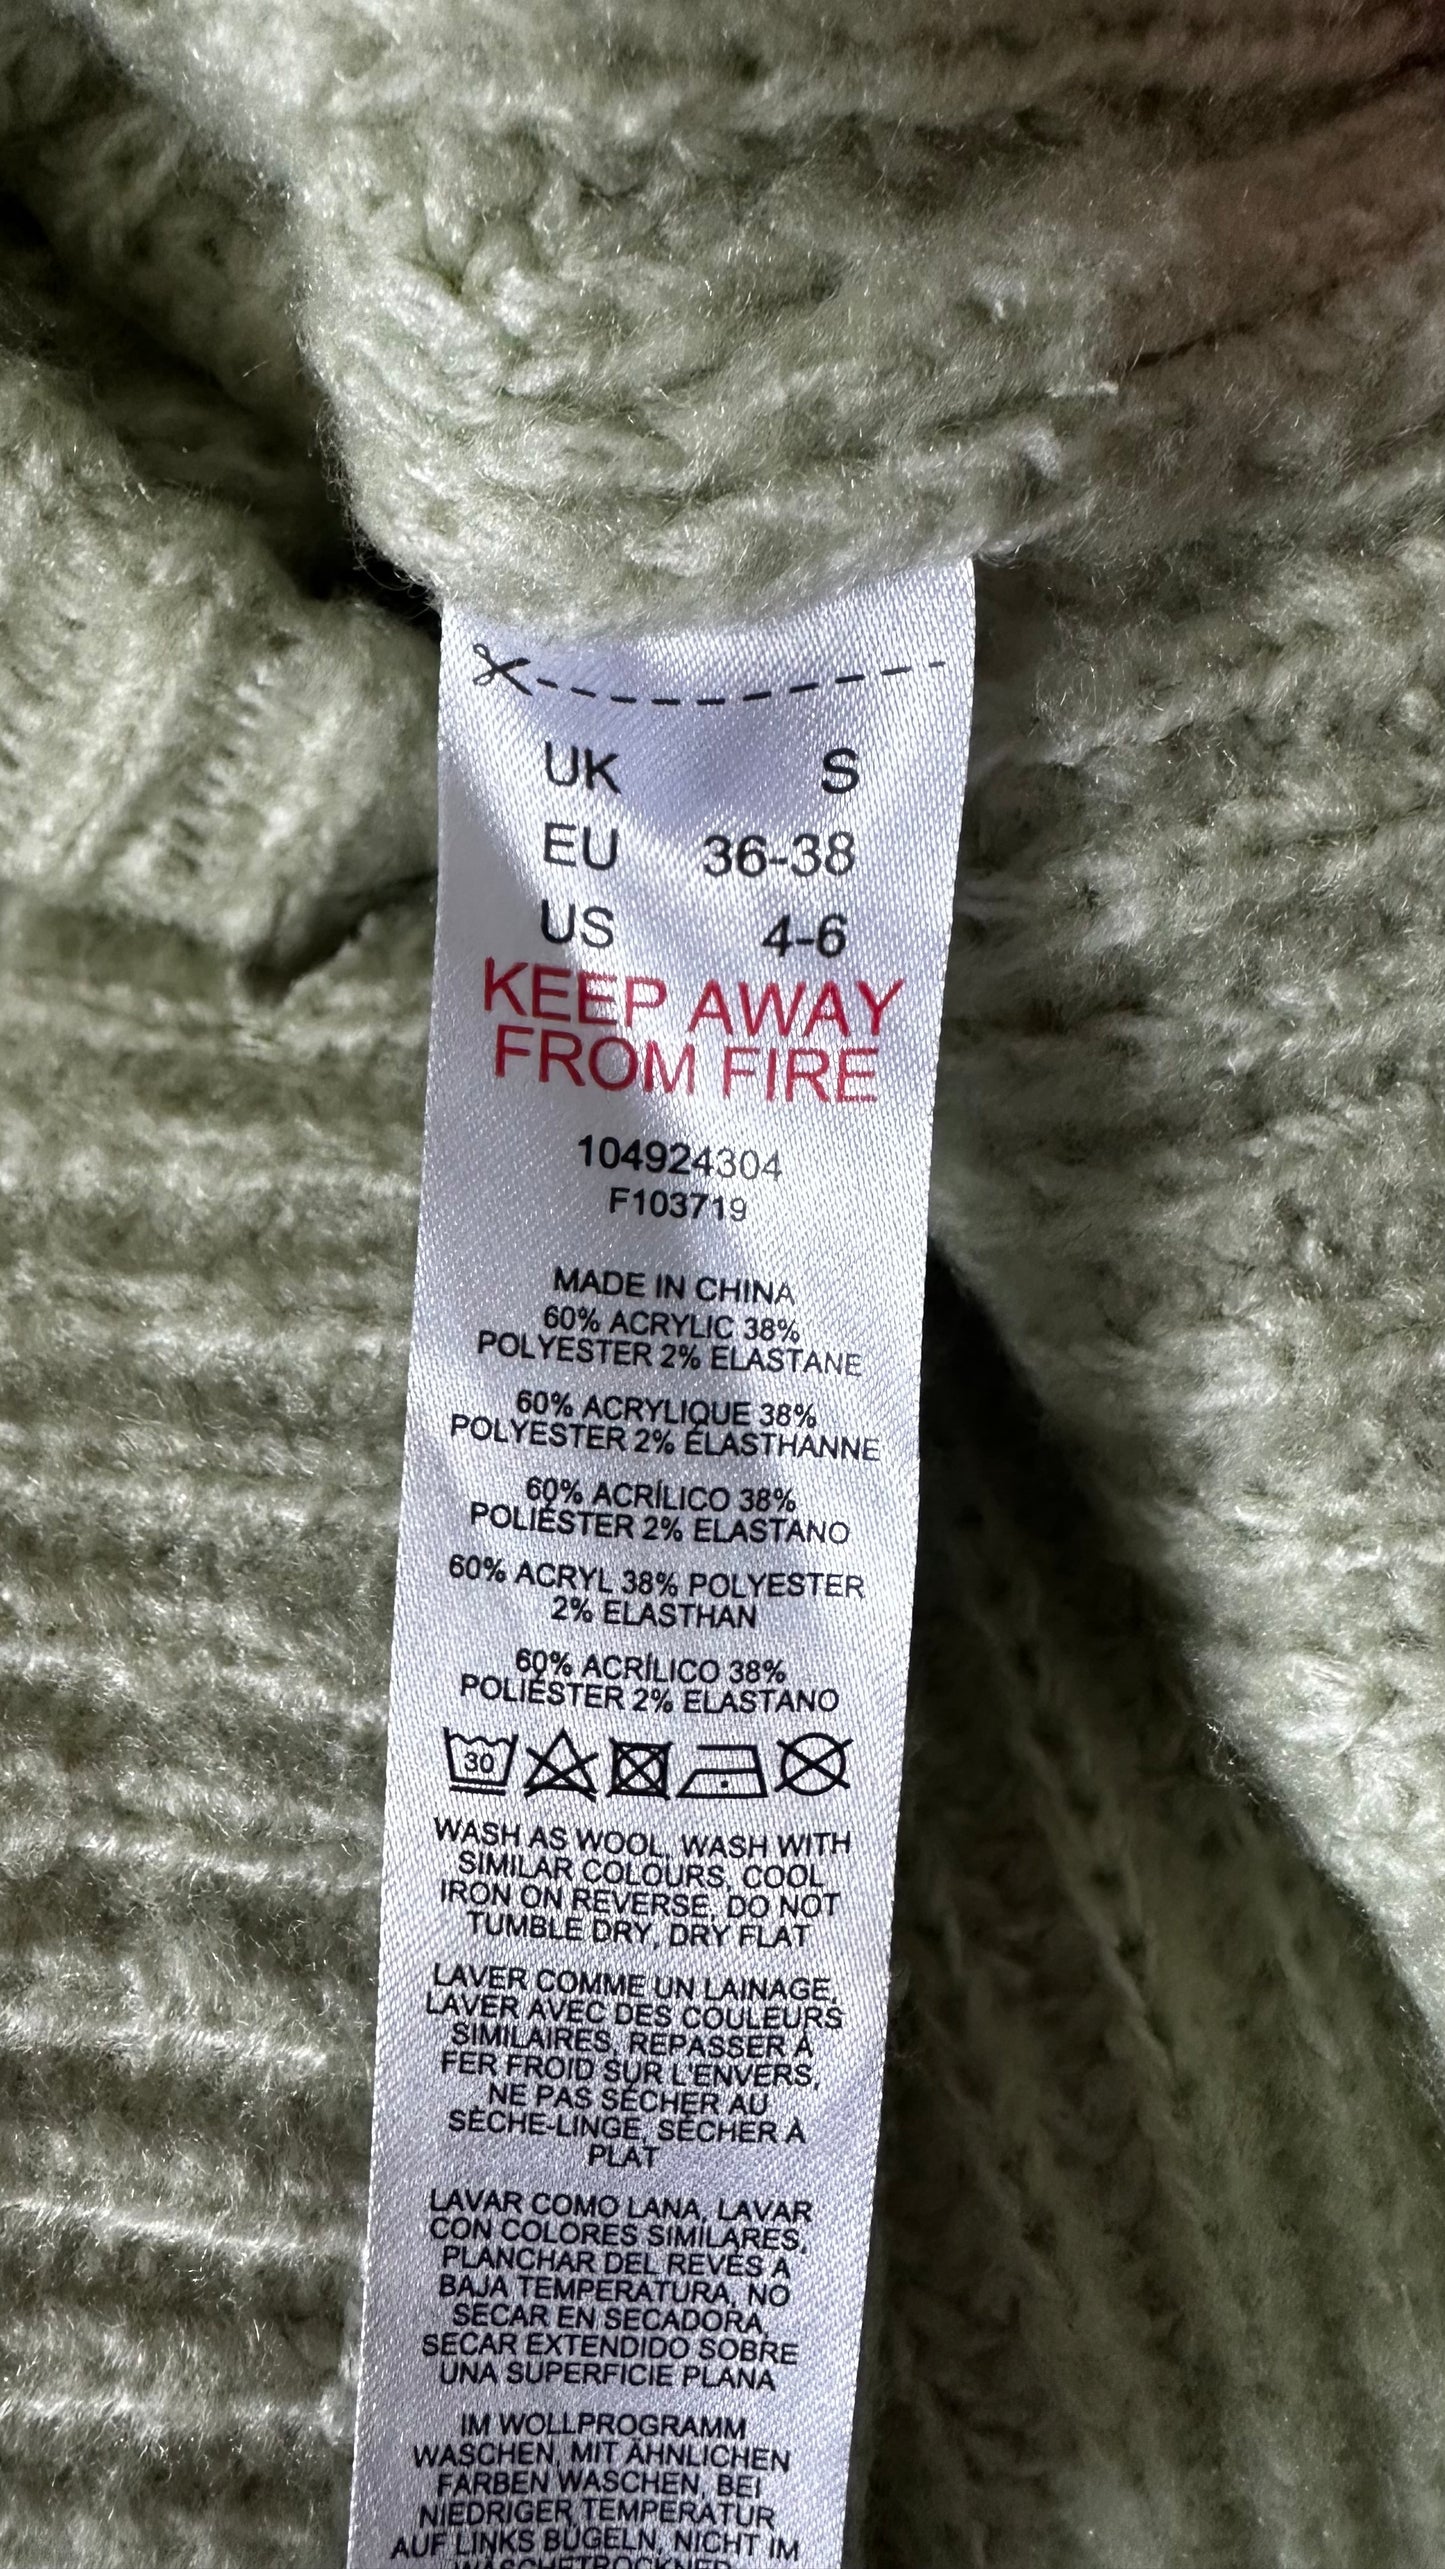 UK S
EU 36-38
US 4-6
KEEP AWAY
FROM FIRE
104924304
F103719
MADE IN CHINA
60% ACRYLIC 38%
POLYESTER 2% ELASTANE
60% ACRYLIQUE 38%
POLYESTER 2% ÉLASTHANNE
60% ACRÍLICO 38%
POLIÉSTER 2% ELASTANO
60% ACRYL 38% POLYESTER
2% ELASTHAN
60% ACRÍLICO 38%
POLIÉSTER 2% ELASTANO
30
WASH AS WOOL, WASH WITH
SIMILAR COLOURS, COOL
IRON ON REVERSE, DO NOT
TUMBLE DRY, DRY FLAT
LAVER COMME UN LAINAGE,
LAVER AVEC DES COULEURS
SIMILAIRES, REPASSER À
FER FROID SUR L'ENVERS,
NE PAS SÉCHER AU
SÈCHE-LINGE, SÉCHER À
PLAT
LAVAR COMO LANA, LAVAR
CON COLORES SIMILARES,
PLANCHAR DEL REVÉS A
BAJA TEMPERATURA, NO
SECAR EN SECADORA,
SECAR EXTENDIDO SOBRE
UNA SUPERFICIE PLANA
IM WOLLPROGRAMM
WASCHEN, MIT ÄHNLICHEN
FARBEN WASCHEN, BEI
NIEDRIGER TEMPERATUR
AUF LINKS BÜGELN, NICHT IM
WÄSCHETROCKNER